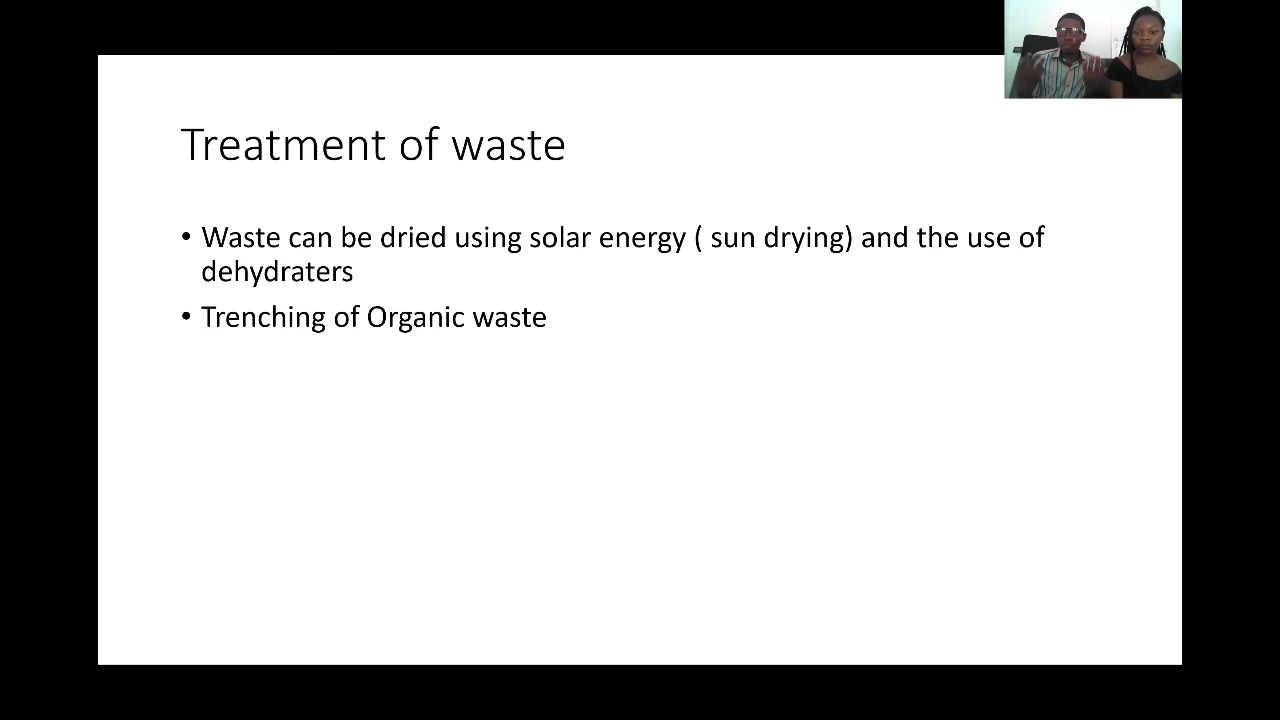 Treatment of waste
• Waste can be dried using solar energy ( sun drying) and the use of
dehydraters
• Trenching of Organic waste